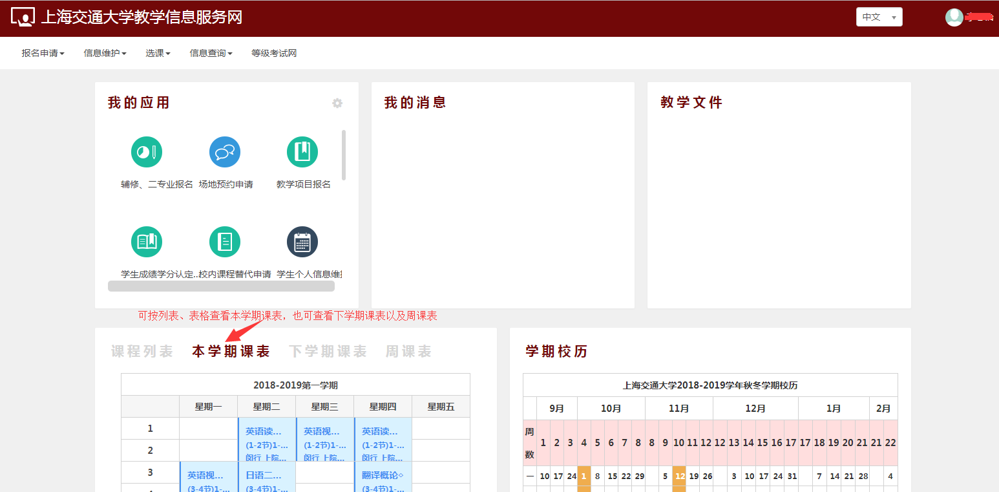 上海交通大学教学信息服务网
中文
报名申请 信息维护 选课 信息查询 等级考试网
我的应用
辅修、二专业报名 场地预约申请 教学项目报名
学生成绩学分认定... 校内课程替代申请 学生个人信息维
我的消息
教学文件
可按列表、表格查看本学期课表，也可查看下学期课表以及周课表
课程列表 本学期课表 下学期课表 周课表
2018-2019第一学期
星期一 星期二 星期三 星期四 星期五
1
英语读... 英语视... 英语读...
(1-2节)1-... (1-2节)1-... (1-2节)1-...
2
闵行 上院... 闵行 上院... 闵行 上院...
3
英语视... 日语二... 翻译概论◇
(3-4节)1-... (3-4节)1-... (3-4节)1-...
学期校历
上海交通大学2018-2019学年秋冬学期校历
9月 10月 11月 12月 1月 2月
周数 1 2 3 4 5 6 7 8 8 9 10 11 12 12 13 14 15 16 17 17 18 19 20 21 21 22
一 10 17 24 1 8 15 22 29 5 12 19 26 3 10 17 24 31 7 14 21 28 4